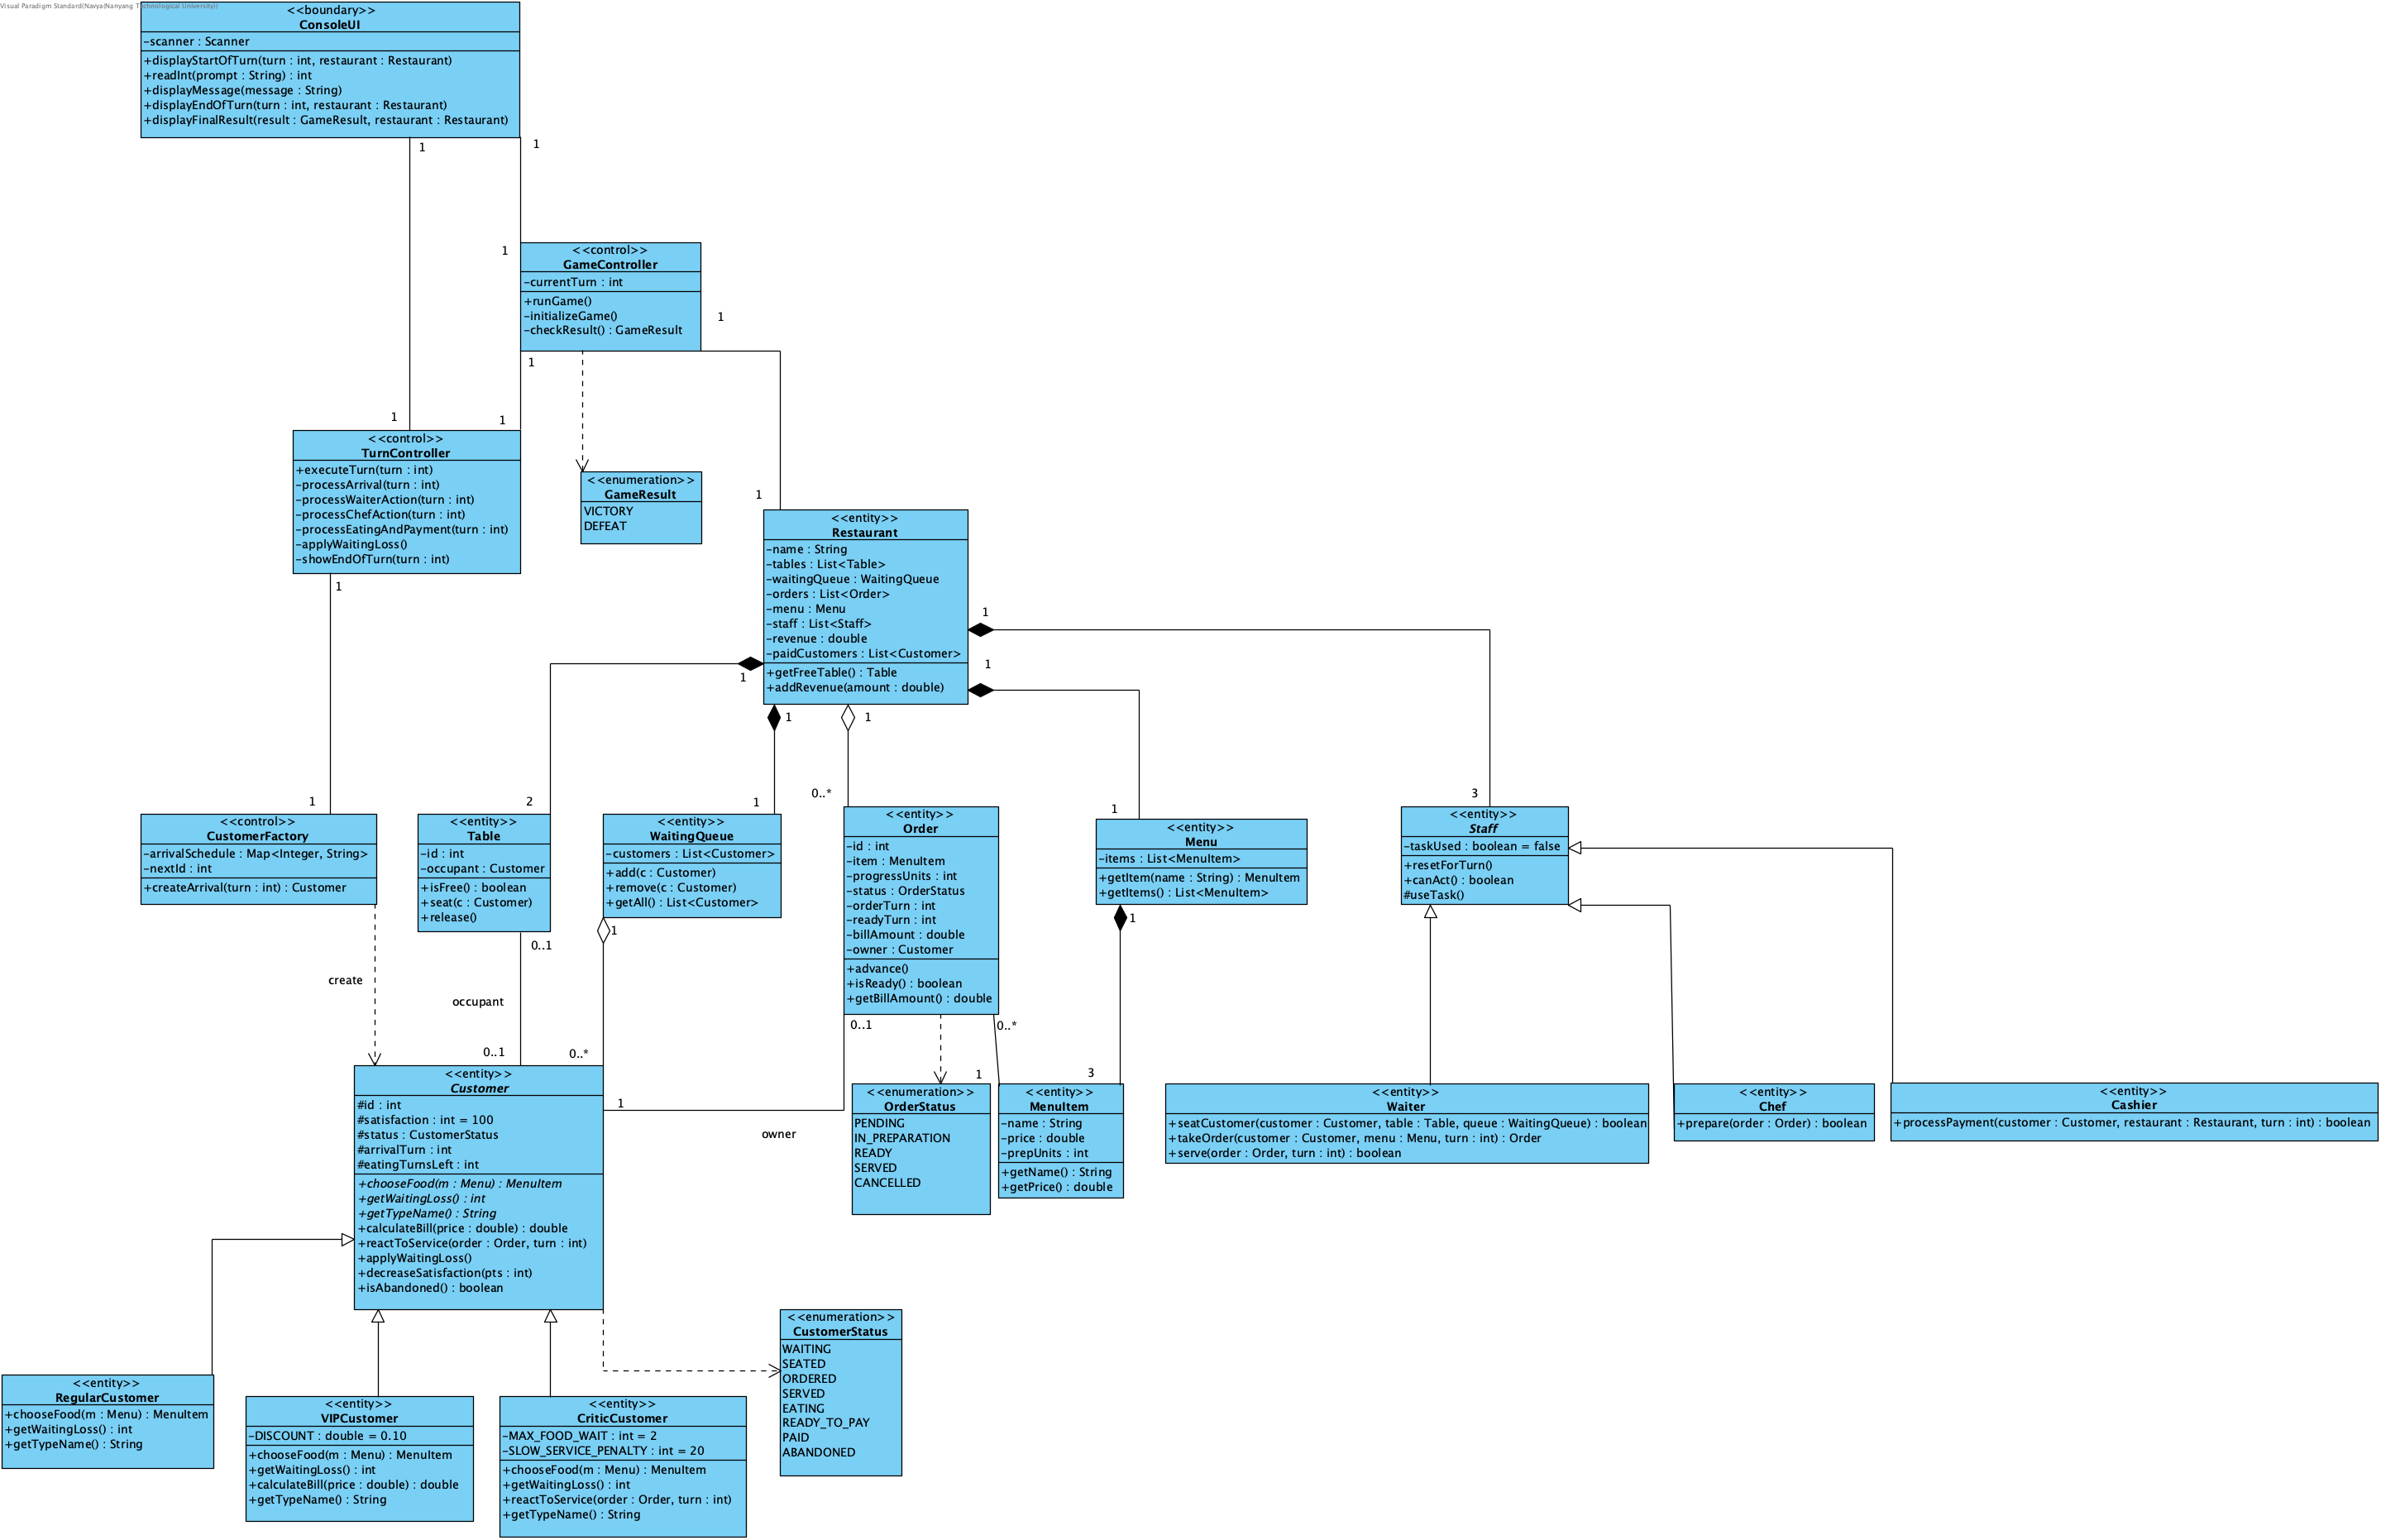 Visual Paradigm Standard(Navya(Nanyang Technological University))
<<boundary>>
ConsoleUI
-scanner : Scanner
+displayStartOfTurn(turn : int, restaurant : Restaurant)
+readInt(prompt : String) : int
+displayMessage(message : String)
+displayEndOfTurn(turn : int, restaurant : Restaurant)
+displayFinalResult(result : GameResult, restaurant : Restaurant)
1
1
1
<<control>>
GameController
-currentTurn : int
+runGame()
-initializeGame()
-checkResult() : GameResult
1
1
1
1
<<control>>
TurnController
+executeTurn(turn : int)
-processArrival(turn : int)
-processWaiterAction(turn : int)
-processChefAction(turn : int)
-processEatingAndPayment(turn : int)
-applyWaitingLoss()
-showEndOfTurn(turn : int)
1
<<enumeration>>
GameResult
VICTORY
DEFEAT
1
<<entity>>
Restaurant
-name : String
-tables : List<Table>
-waitingQueue : WaitingQueue
-orders : List<Order>
-menu : Menu
-staff : List<Staff>
-revenue : double
-paidCustomers : List<Customer>
+getFreeTable() : Table
+addRevenue(amount : double)
1
1
1
1
1
1
2
1
0..*
1
3
<<control>>
CustomerFactory
-arrivalSchedule : Map<Integer, String>
-nextId : int
+createArrival(turn : int) : Customer
<<entity>>
Table
-id : int
-occupant : Customer
+isFree() : boolean
+seat(c : Customer)
+release()
<<entity>>
WaitingQueue
-customers : List<Customer>
+add(c : Customer)
+remove(c : Customer)
+getAll() : List<Customer>
<<entity>>
Order
-id : int
-item : MenuItem
-progressUnits : int
-status : OrderStatus
-orderTurn : int
-readyTurn : int
-billAmount : double
-owner : Customer
+advance()
+isReady() : boolean
+getBillAmount() : double
<<entity>>
Menu
-items : List<MenuItem>
+getItem(name : String) : MenuItem
+getItems() : List<MenuItem>
<<entity>>
Staff
-taskUsed : boolean = false
+resetForTurn()
+canAct() : boolean
#useTask()
1
1
0..1
create
occupant
0..1
0..*
0..1
0..*
1
3
1
owner
<<entity>>
Customer
#id : int
#satisfaction : int = 100
#status : CustomerStatus
#arrivalTurn : int
#eatingTurnsLeft : int
+chooseFood(m : Menu) : MenuItem
+getWaitingLoss() : int
+getTypeName() : String
+calculateBill(price : double) : double
+reactToService(order : Order, turn : int)
+applyWaitingLoss()
+decreaseSatisfaction(pts : int)
+isAbandoned() : boolean
<<enumeration>>
OrderStatus
PENDING
IN_PREPARATION
READY
SERVED
CANCELLED
<<entity>>
MenuItem
-name : String
-price : double
-prepUnits : int
+getName() : String
+getPrice() : double
<<entity>>
Waiter
+seatCustomer(customer : Customer, table : Table, queue : WaitingQueue) : boolean
+takeOrder(customer : Customer, menu : Menu, turn : int) : Order
+serve(order : Order, turn : int) : boolean
<<entity>>
Chef
+prepare(order : Order) : boolean
<<entity>>
Cashier
+processPayment(customer : Customer, restaurant : Restaurant, turn : int) : boolean
<<enumeration>>
CustomerStatus
WAITING
SEATED
ORDERED
SERVED
EATING
READY_TO_PAY
PAID
ABANDONED
<<entity>>
RegularCustomer
+chooseFood(m : Menu) : MenuItem
+getWaitingLoss() : int
+getTypeName() : String
<<entity>>
VIPCustomer
-DISCOUNT : double = 0.10
+chooseFood(m : Menu) : MenuItem
+getWaitingLoss() : int
+calculateBill(price : double) : double
+getTypeName() : String
<<entity>>
CriticCustomer
-MAX_FOOD_WAIT : int = 2
-SLOW_SERVICE_PENALTY : int = 20
+chooseFood(m : Menu) : MenuItem
+getWaitingLoss() : int
+reactToService(order : Order, turn : int)
+getTypeName() : String